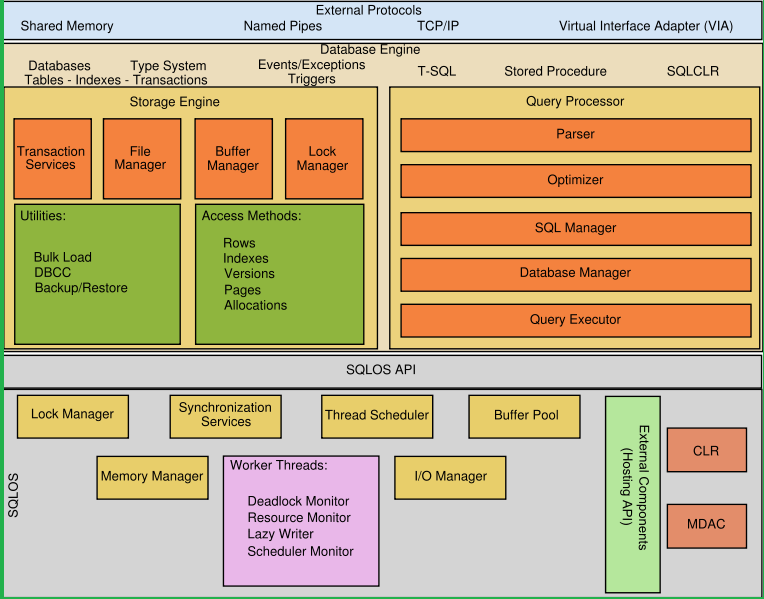 External Protocols
Shared Memory
Named Pipes
TCP/IP
Virtual Interface Adapter (VIA)
Database Engine
Databases
Type System
Tables - Indexes - Transactions
Events/Exceptions
Triggers
T-SQL
Stored Procedure
SQLCLR
Storage Engine
Transaction
Services
File
Manager
Buffer
Manager
Lock
Manager
Utilities:
Bulk Load
DBCC
Backup/Restore
Access Methods:
Rows
Indexes
Versions
Pages
Allocations
Query Processor
Parser
Optimizer
SQL Manager
Database Manager
Query Executor
SQLOS API
SQLOS
Lock Manager
Synchronization
Services
Thread Scheduler
Buffer Pool
Memory Manager
Worker Threads:
Deadlock Monitor
Resource Monitor
Lazy Writer
Scheduler Monitor
I/O Manager
External Components
(Hosting API)
CLR
MDAC